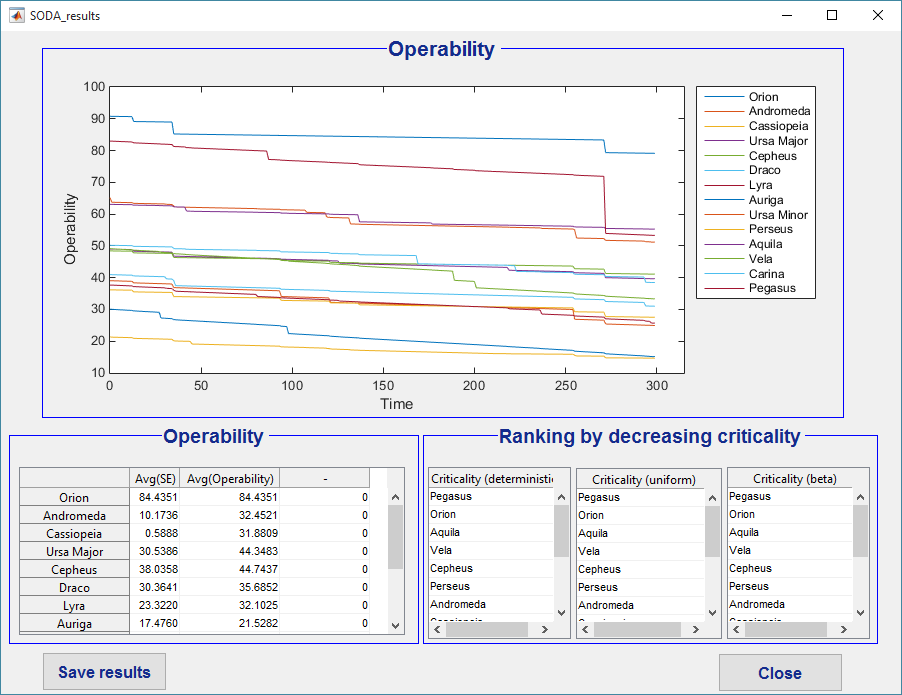 SODA_results
Operability
100
90
80
70
60
50
40
30
20
10
Operability
0 50 100 150 200 250 300
Time
Orion
Andromeda
Cassiopeia
Ursa Major
Cepheus
Draco
Lyra
Auriga
Ursa Minor
Perseus
Aquila
Vela
Carina
Pegasus
Operability
Avg(SE) Avg(Operability) -
Orion 84.4351 84.4351 0
Andromeda 10.1736 32.4521 0
Cassiopeia 0.5888 31.8809 0
Ursa Major 30.5386 44.3483 0
Cepheus 38.0358 44.7437 0
Draco 30.3641 35.6852 0
Lyra 23.3220 32.1025 0
Auriga 17.4760 21.5282 0
Ranking by decreasing criticality
Criticality (deterministi
Pegasus
Orion
Aquila
Vela
Cepheus
Perseus
Andromeda
Criticality (uniform)
Pegasus
Orion
Aquila
Vela
Cepheus
Perseus
Andromeda
Criticality (beta)
Pegasus
Orion
Aquila
Vela
Cepheus
Perseus
Andromeda
Save results
Close